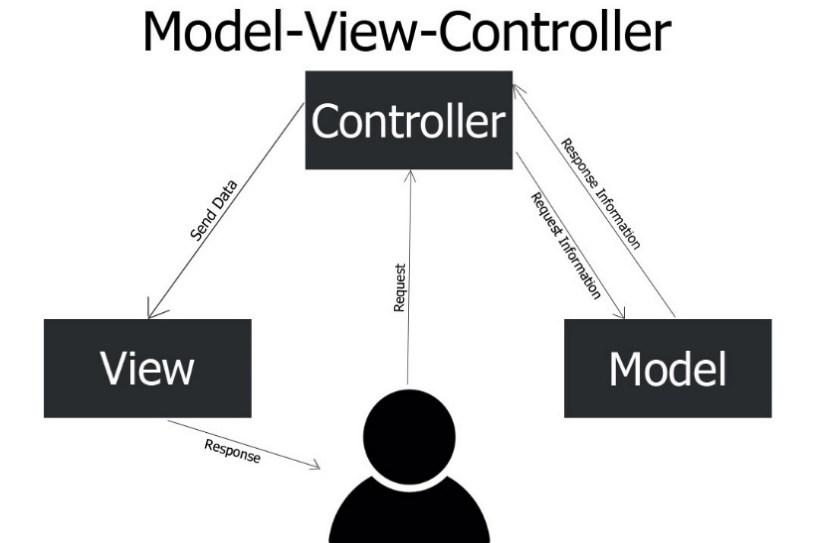 Model-View-Controller
Controller
Send Data
Request
Request Information
Response Information
View
Model
Response